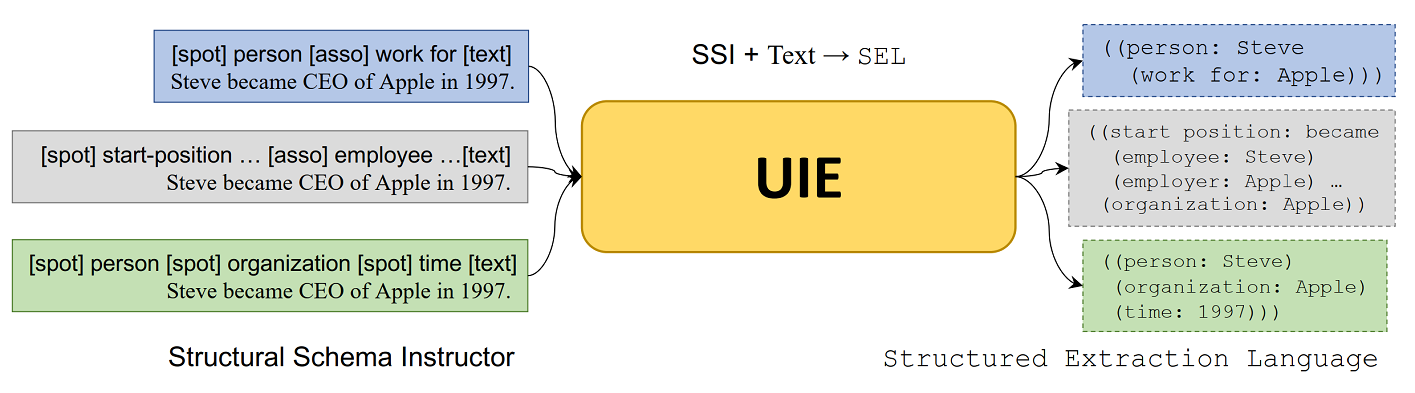 [spot] person [asso] work for [text]
Steve became CEO of Apple in 1997.
[spot] start-position … [asso] employee …[text]
Steve became CEO of Apple in 1997.
[spot] person [spot] organization [spot] time [text]
Steve became CEO of Apple in 1997.
Structural Schema Instructor
SSI + Text → SEL
UIE
((person: Steve
(work for: Apple)))
((start position: became
(employee: Steve)
(employer: Apple) …
(organization: Apple))
((person: Steve)
(organization: Apple)
(time: 1997)))
Structured Extraction Language